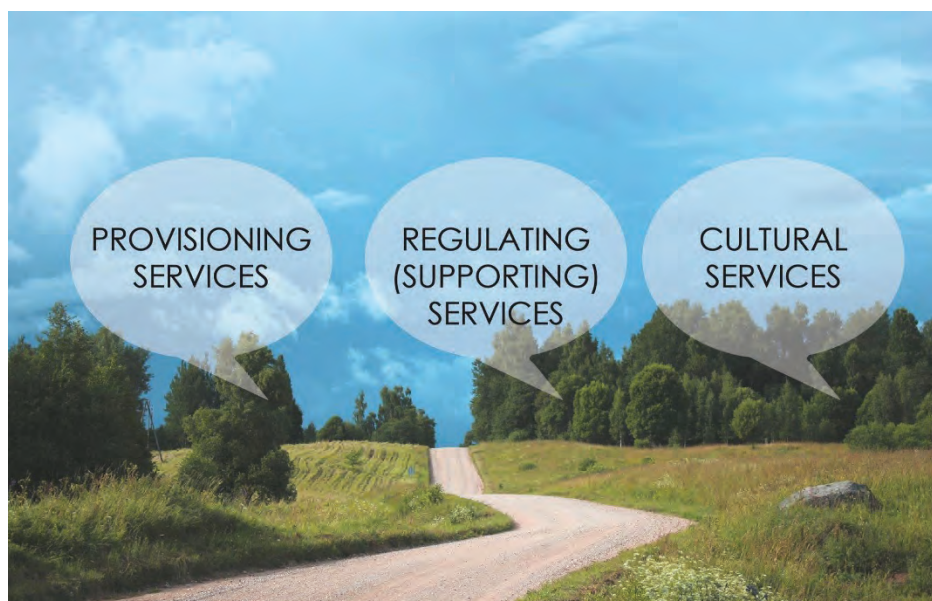 PROVISIONING
SERVICES
REGULATING
(SUPPORTING)
SERVICES
CULTURAL
SERVICES